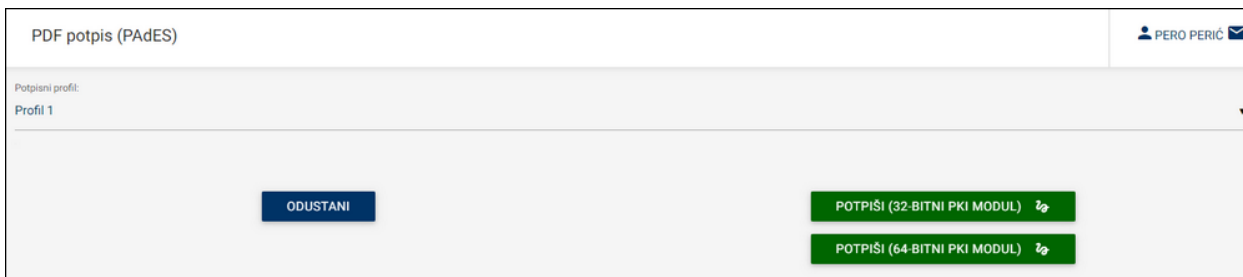 PDF potpis (PAdES)
PERO PERIĆ
Potpisni profil:
Profil 1
ODUSTANI
POTPIŠI (32-BITNI PKI MODUL)
POTPIŠI (64-BITNI PKI MODUL)